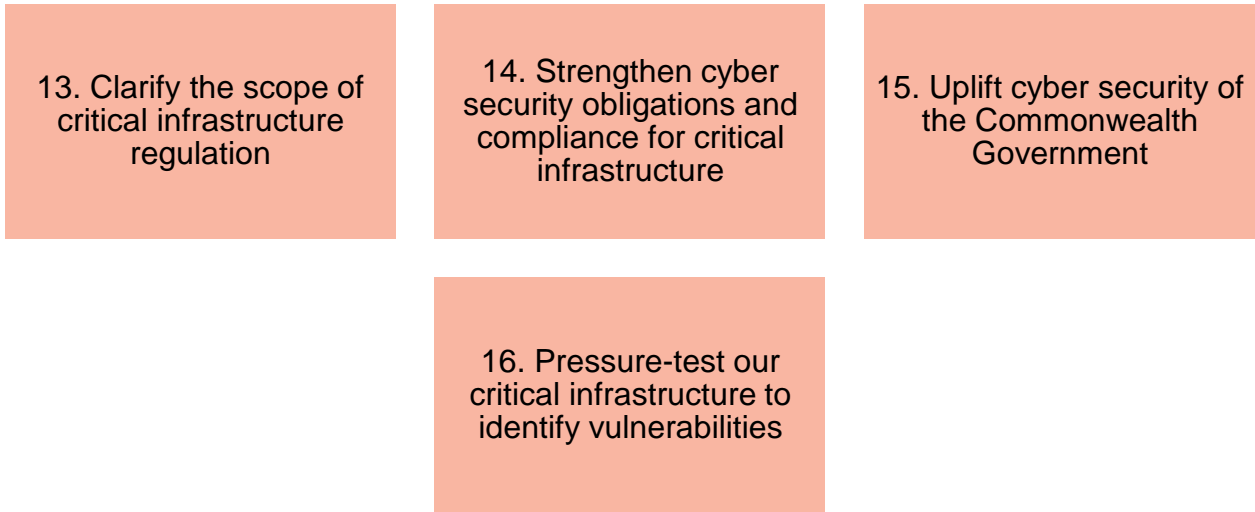 13. Clarify the scope of
critical infrastructure
regulation
14. Strengthen cyber
security obligations and
compliance for critical
infrastructure
15. Uplift cyber security of
the Commonwealth
Government
16. Pressure-test our
critical infrastructure to
identify vulnerabilities